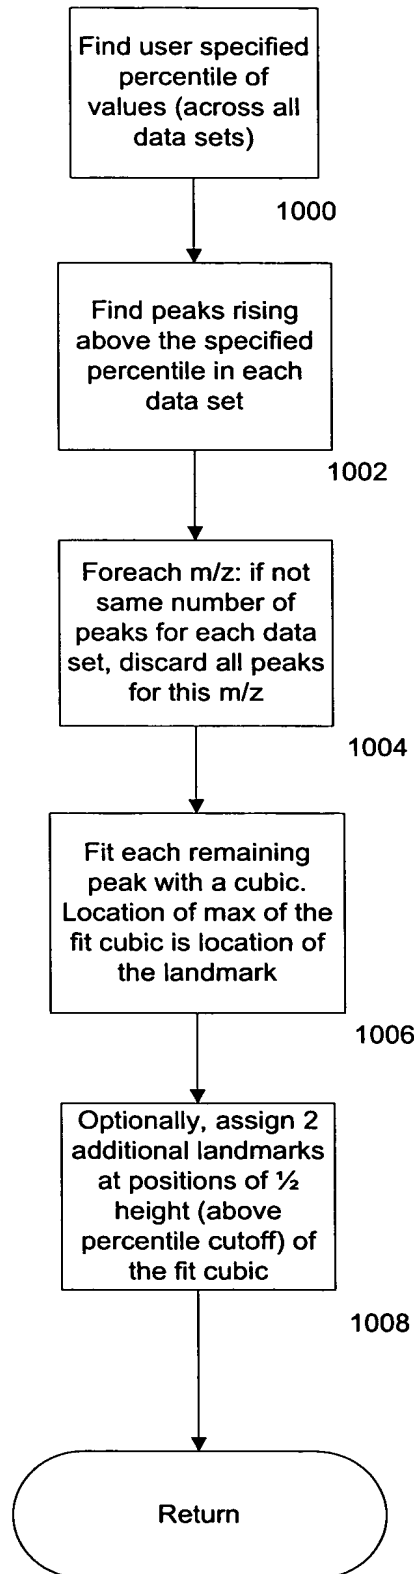 Find user specified
percentile of
values (across all
data sets)
1000
Find peaks rising
above the specified
percentile in each
data set
1002
Foreach m/z: if not
same number of
peaks for each data
set, discard all peaks
for this m/z
1004
Fit each remaining
peak with a cubic.
Location of max of the
fit cubic is location of
the landmark
1006
Optionally, assign 2
additional landmarks
at positions of ½
height (above
percentile cutoff) of
the fit cubic
1008
Return